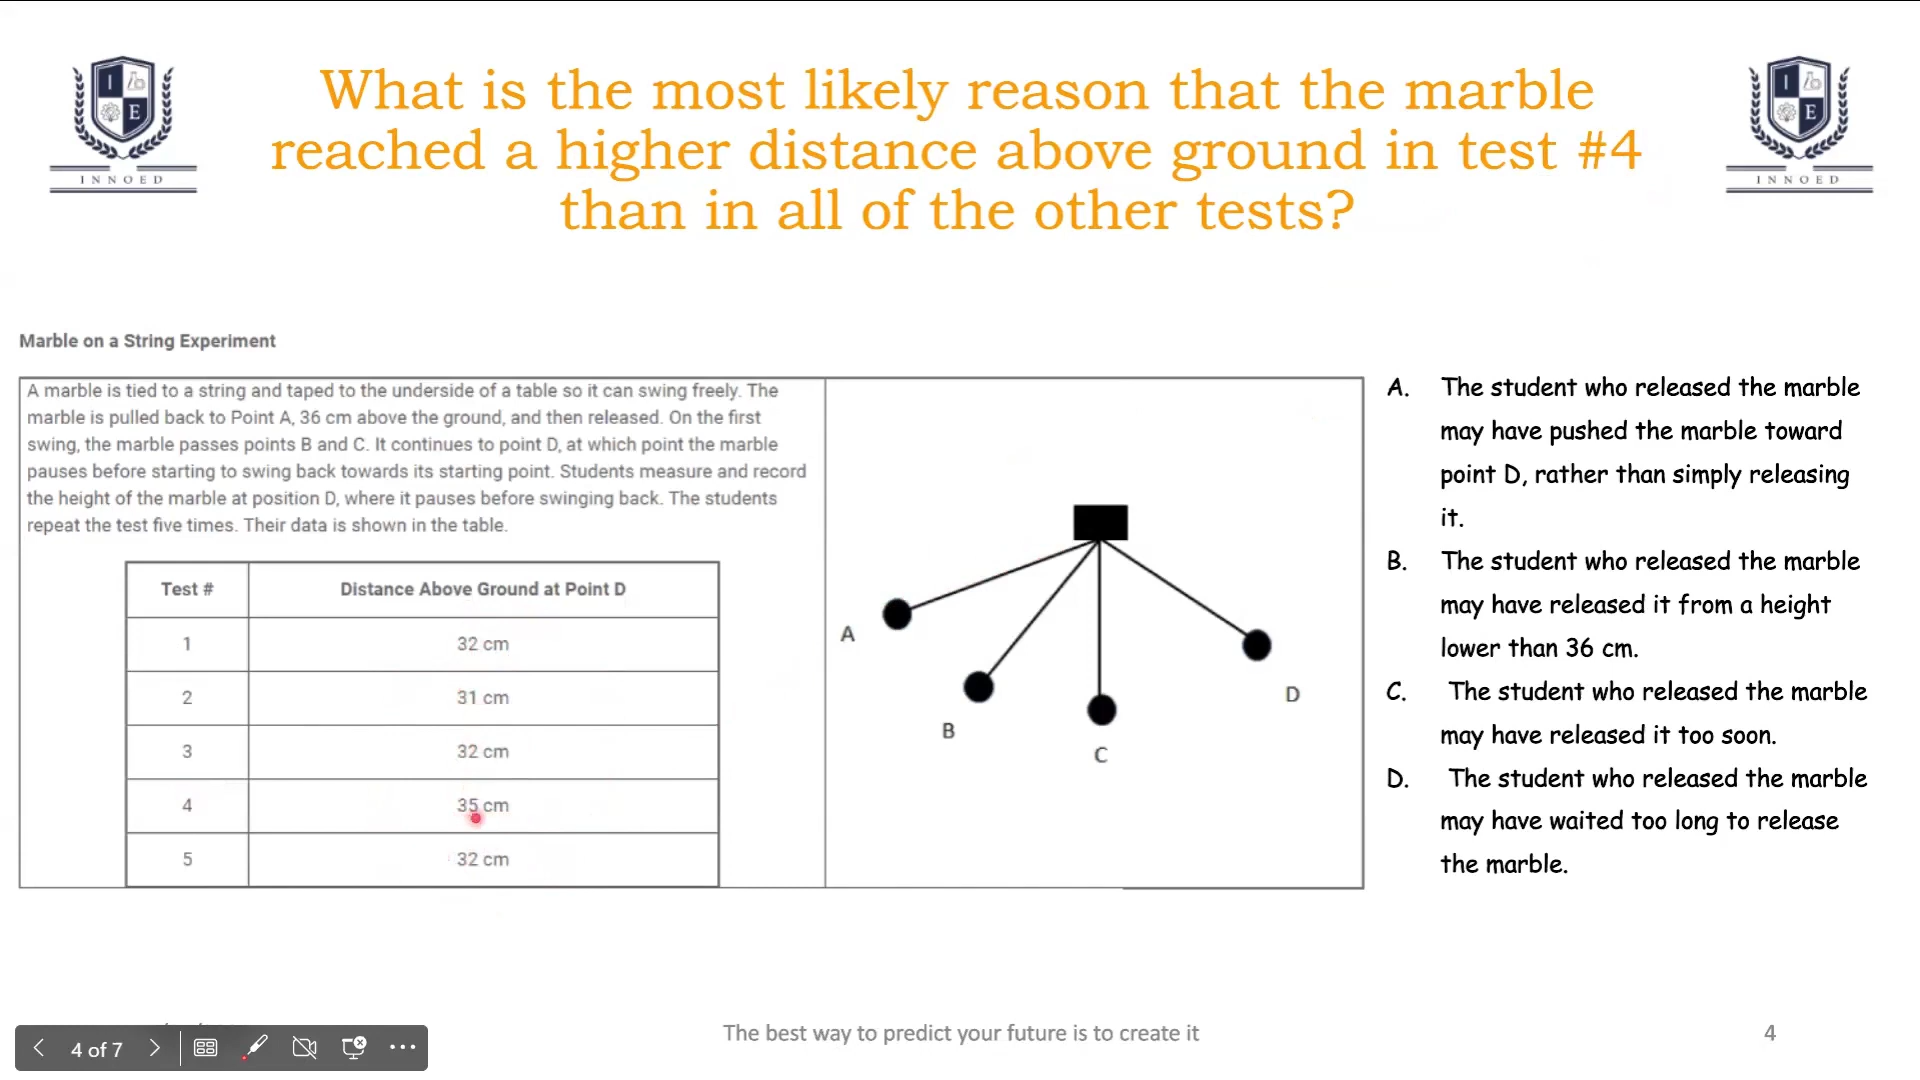 I
E
INNOED
What is the most likely reason that the marble
reached a higher distance above ground in test #4
than in all of the other tests?
I
E
INNOED
Marble on a String Experiment
A marble is tied to a string and taped to the underside of a table so it can swing freely. The
marble is pulled back to Point A, 36 cm above the ground, and then released. On the first
swing, the marble passes points B and C. It continues to point D, at which point the marble
pauses before starting to swing back towards its starting point. Students measure and record
the height of the marble at position D, where it pauses before swinging back. The students
repeat the test five times. Their data is shown in the table.
Test # Distance Above Ground at Point D
1 32 cm
2 31 cm
3 32 cm
4 35 cm
5 32 cm
A
B
C
D
A. The student who released the marble
may have pushed the marble toward
point D, rather than simply releasing
it.
B. The student who released the marble
may have released it from a height
lower than 36 cm.
C. The student who released the marble
may have released it too soon.
D. The student who released the marble
may have waited too long to release
the marble.
4 of 7
The best way to predict your future is to create it
4